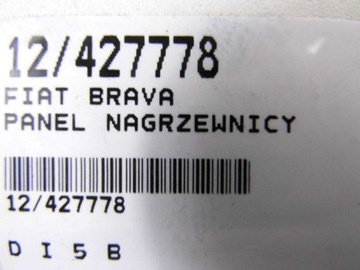 12/427778
FIAT BRAVA
PANEL NAGRZEWNICY
12/427778
D I 5 B